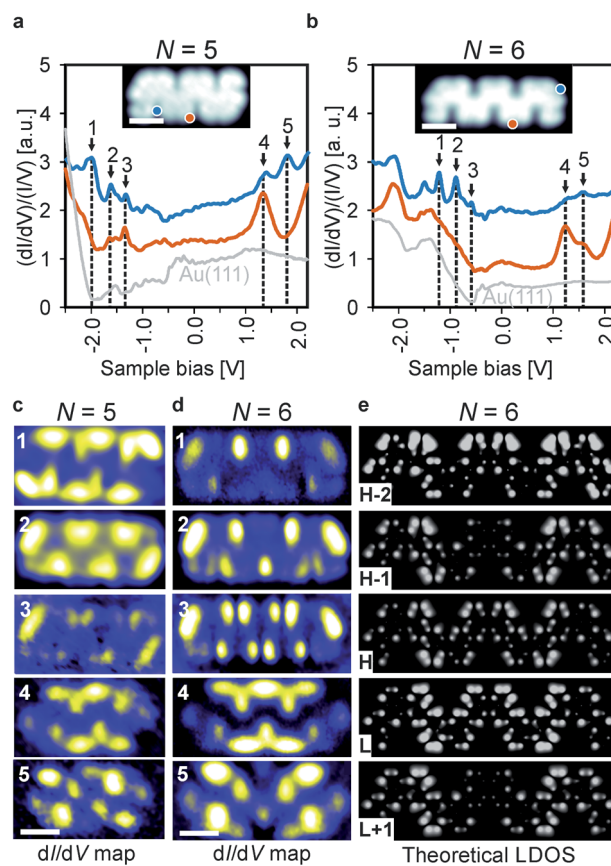 a
N = 5
b
N = 6
(dI/dV)/(I/V) [a. u.]
5
4
3
2
1
0
1
2
3
4
5
Au(111)
-2.0
-1.0
0.0
1.0
2.0
Sample bias [V]
(dI/dV)/(I/V) [a. u.]
5
4
3
2
1
0
1
2
3
4
5
Au(111)
-2.0
-1.0
0.0
1.0
2.0
Sample bias [V]
c
N = 5
d
N = 6
e
N = 6
1
1
H-2
2
2
H-1
3
3
H
4
4
L
5
5
L+1
dI/dV map
dI/dV map
Theoretical LDOS